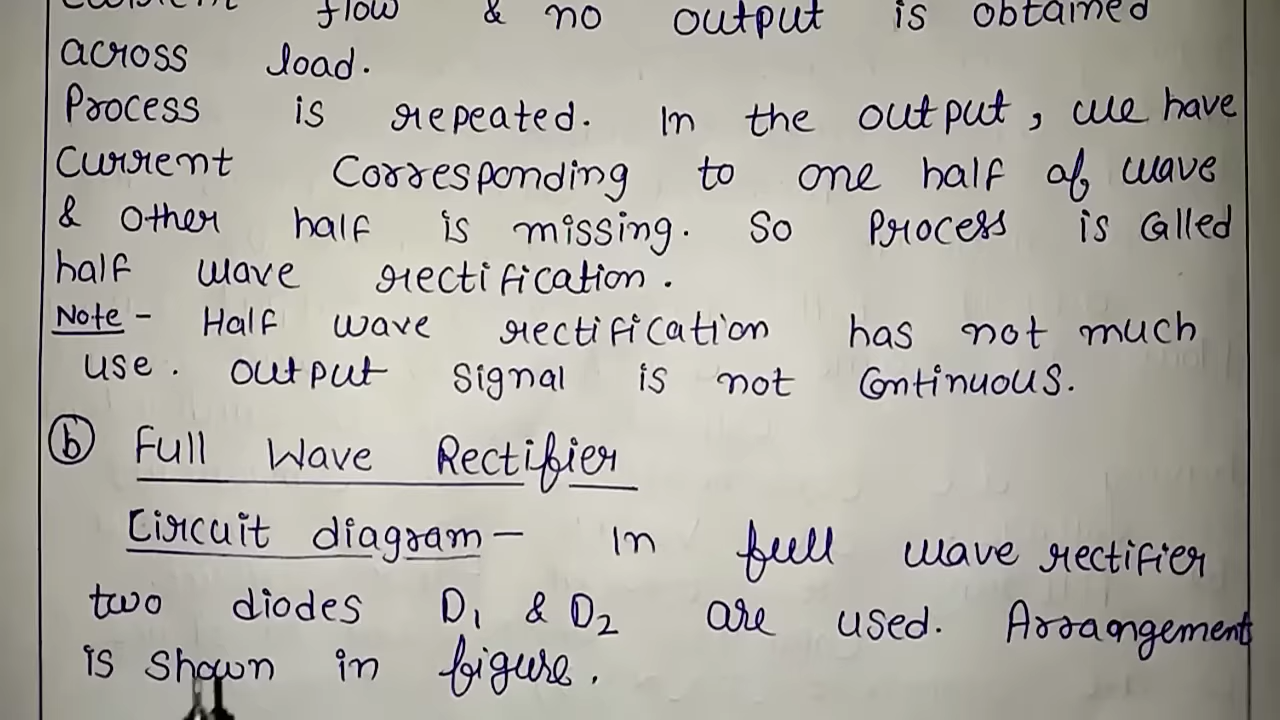 flow & no output is obtained
across load.
Process is repeated. In the output, we have
Current Corresponding to one half of wave
& other half is missing. So Process is Called
half wave rectification.
Note - Half wave rectification has not much
use. output signal is not Continuous.
(b) Full Wave Rectifier
Circuit diagram - In full wave rectifier
two diodes D₁ & D₂ are used. Arrangement
is shown in figure.